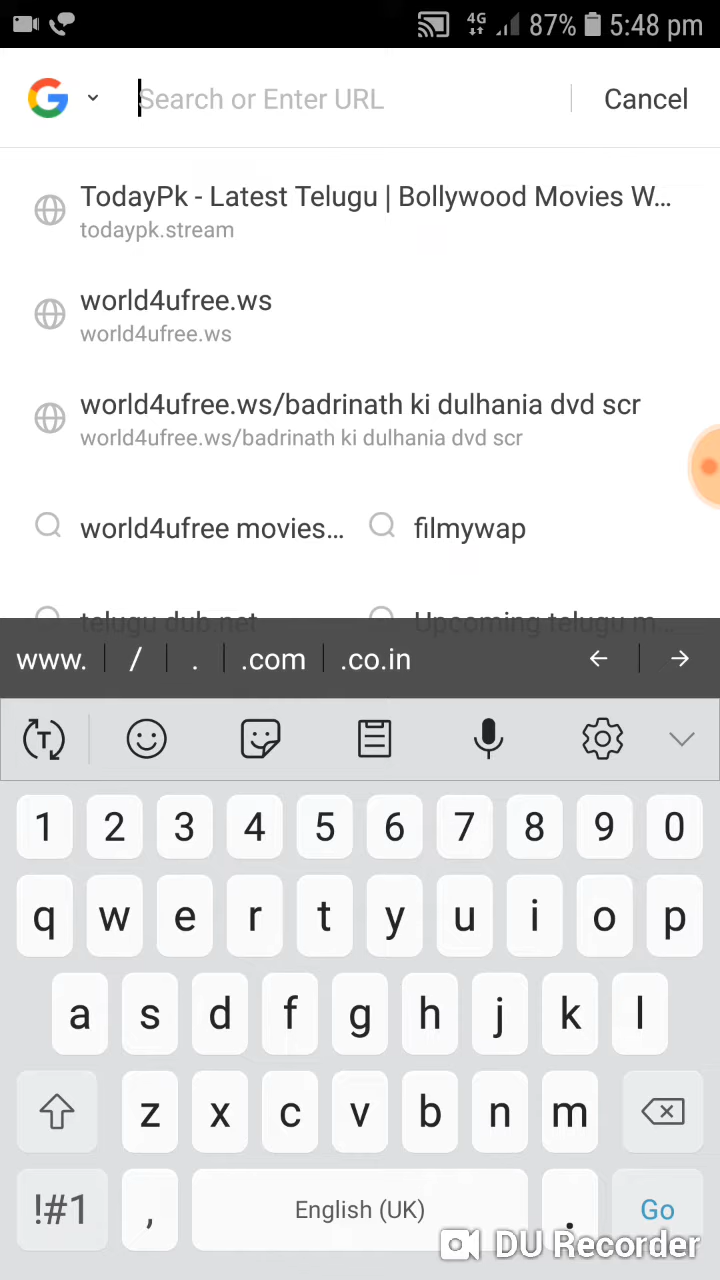 4G 87% 5:48 pm
Search or Enter URL Cancel
TodayPk - Latest Telugu | Bollywood Movies W...
todaypk.stream
world4ufree.ws
world4ufree.ws
world4ufree.ws/badrinath ki dulhania dvd scr
world4ufree.ws/badrinath ki dulhania dvd scr
world4ufree movies... filmywap
telugu dub.net Upcoming telugu m...
www. / . .com .co.in
T
1 2 3 4 5 6 7 8 9 0
q w e r t y u i o p
a s d f g h j k l
z x c v b n m
!#1 , English (UK) . Go
DU Recorder